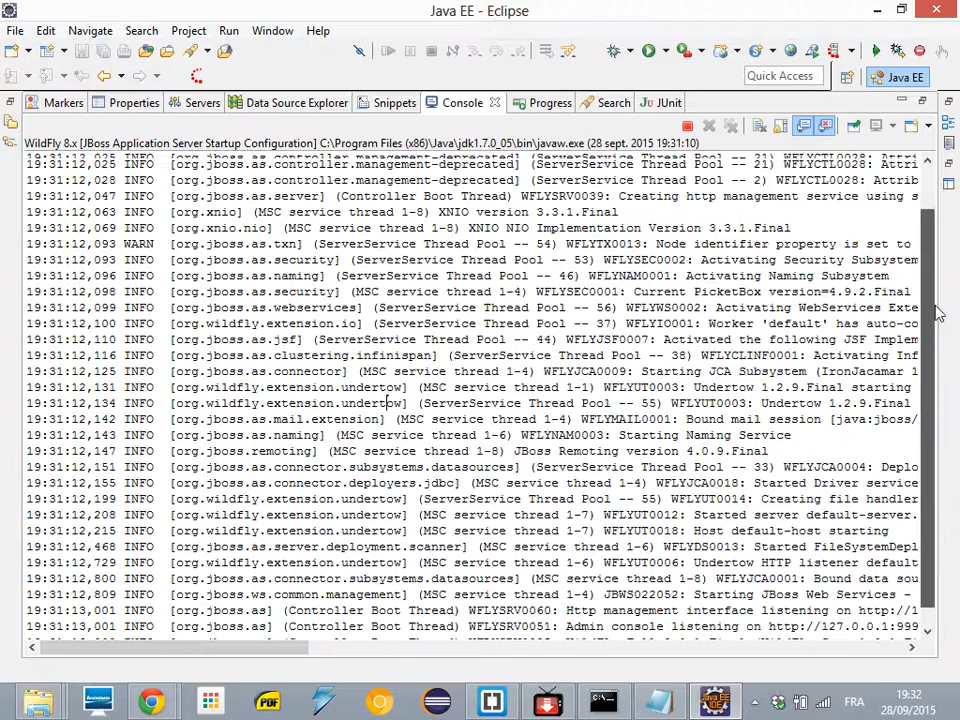 Java EE - Eclipse
File Edit Navigate Search Project Run Window Help
Quick Access Java EE
Markers Properties Servers Data Source Explorer Snippets Console Progress Search JUnit
WildFly 8.x [JBoss Application Server Startup Configuration] C:\Program Files (x86)\Java\jdk1.7.0_05\bin\javaw.exe (28 sept. 2015 19:31:10)
19:31:12,025 INFO [org.jboss.as.controller.management-deprecated] (ServerService Thread Pool -- 21) WFLYCTL0028: Attri
19:31:12,028 INFO [org.jboss.as.controller.management-deprecated] (ServerService Thread Pool -- 2) WFLYCTL0028: Attrib
19:31:12,047 INFO [org.jboss.as.server] (Controller Boot Thread) WFLYSRV0039: Creating http management service using s
19:31:12,063 INFO [org.xnio] (MSC service thread 1-8) XNIO version 3.3.1.Final
19:31:12,069 INFO [org.xnio.nio] (MSC service thread 1-8) XNIO NIO Implementation Version 3.3.1.Final
19:31:12,093 WARN [org.jboss.as.txn] (ServerService Thread Pool -- 54) WFLYTX0013: Node identifier property is set to
19:31:12,093 INFO [org.jboss.as.security] (ServerService Thread Pool -- 53) WFLYSEC0002: Activating Security Subsystem
19:31:12,096 INFO [org.jboss.as.naming] (ServerService Thread Pool -- 46) WFLYNAM0001: Activating Naming Subsystem
19:31:12,098 INFO [org.jboss.as.security] (MSC service thread 1-4) WFLYSEC0001: Current PicketBox version=4.9.2.Final
19:31:12,099 INFO [org.jboss.as.webservices] (ServerService Thread Pool -- 56) WFLYWS0002: Activating WebServices Exte
19:31:12,100 INFO [org.wildfly.extension.io] (ServerService Thread Pool -- 37) WFLYIO001: Worker 'default' has auto-co
19:31:12,110 INFO [org.jboss.as.jsf] (ServerService Thread Pool -- 44) WFLYJSF0007: Activated the following JSF Implem
19:31:12,116 INFO [org.jboss.as.clustering.infinispan] (ServerService Thread Pool -- 38) WFLYCLINF0001: Activating Inf
19:31:12,125 INFO [org.jboss.as.connector] (MSC service thread 1-4) WFLYJCA0009: Starting JCA Subsystem (IronJacamar 1
19:31:12,131 INFO [org.wildfly.extension.undertow] (MSC service thread 1-1) WFLYUT0003: Undertow 1.2.9.Final starting
19:31:12,134 INFO [org.wildfly.extension.undertow] (ServerService Thread Pool -- 55) WFLYUT0003: Undertow 1.2.9.Final
19:31:12,142 INFO [org.jboss.as.mail.extension] (MSC service thread 1-4) WFLYMAIL0001: Bound mail session [java:jboss/
19:31:12,143 INFO [org.jboss.as.naming] (MSC service thread 1-6) WFLYNAM0003: Starting Naming Service
19:31:12,147 INFO [org.jboss.remoting] (MSC service thread 1-8) JBoss Remoting version 4.0.9.Final
19:31:12,151 INFO [org.jboss.as.connector.subsystems.datasources] (ServerService Thread Pool -- 33) WFLYJCA0004: Deplo
19:31:12,155 INFO [org.jboss.as.connector.deployers.jdbc] (MSC service thread 1-4) WFLYJCA0018: Started Driver service
19:31:12,199 INFO [org.wildfly.extension.undertow] (ServerService Thread Pool -- 55) WFLYUT0014: Creating file handler
19:31:12,208 INFO [org.wildfly.extension.undertow] (MSC service thread 1-7) WFLYUT0012: Started server default-server.
19:31:12,215 INFO [org.wildfly.extension.undertow] (MSC service thread 1-7) WFLYUT0018: Host default-host starting
19:31:12,468 INFO [org.jboss.as.server.deployment.scanner] (MSC service thread 1-6) WFLYDS0013: Started FileSystemDepl
19:31:12,729 INFO [org.wildfly.extension.undertow] (MSC service thread 1-6) WFLYUT0006: Undertow HTTP listener default
19:31:12,800 INFO [org.jboss.as.connector.subsystems.datasources] (MSC service thread 1-8) WFLYJCA0001: Bound data sou
19:31:12,809 INFO [org.jboss.ws.common.management] (MSC service thread 1-4) JBWS022052: Starting JBoss Web Services -
19:31:13,001 INFO [org.jboss.as] (Controller Boot Thread) WFLYSRV0060: Http management interface listening on http://1
19:31:13,001 INFO [org.jboss.as] (Controller Boot Thread) WFLYSRV0051: Admin console listening on http://127.0.0.1:999
PDF
Java EE IDE
FRA
19:32
28/09/2015